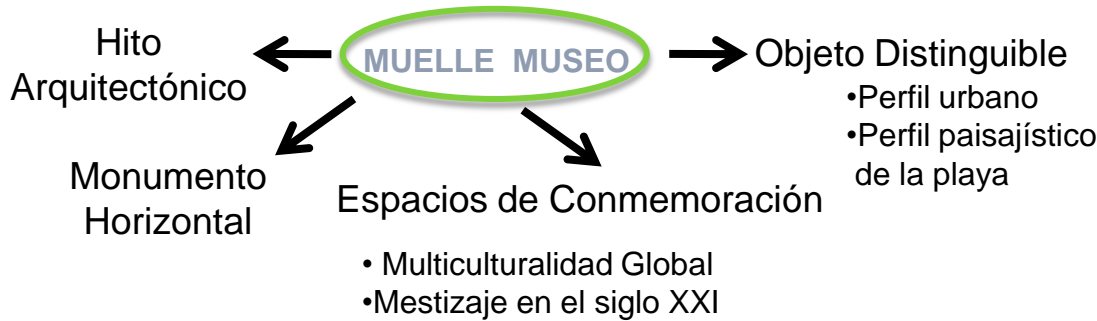 Hito
Arquitectónico
MUELLE MUSEO
Objeto Distinguible
•Perfil urbano
•Perfil paisajístico
de la playa
Monumento
Horizontal
Espacios de Conmemoración
• Multiculturalidad Global
•Mestizaje en el siglo XXI